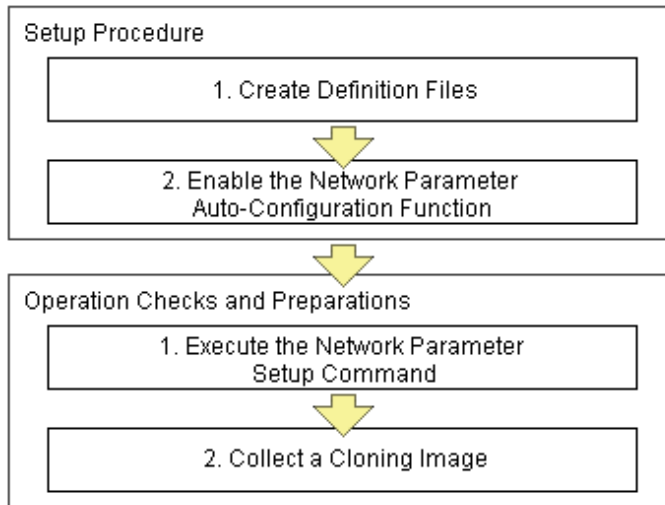 Setup Procedure
1. Create Definition Files
2. Enable the Network Parameter
Auto-Configuration Function
Operation Checks and Preparations
1. Execute the Network Parameter
Setup Command
2. Collect a Cloning Image